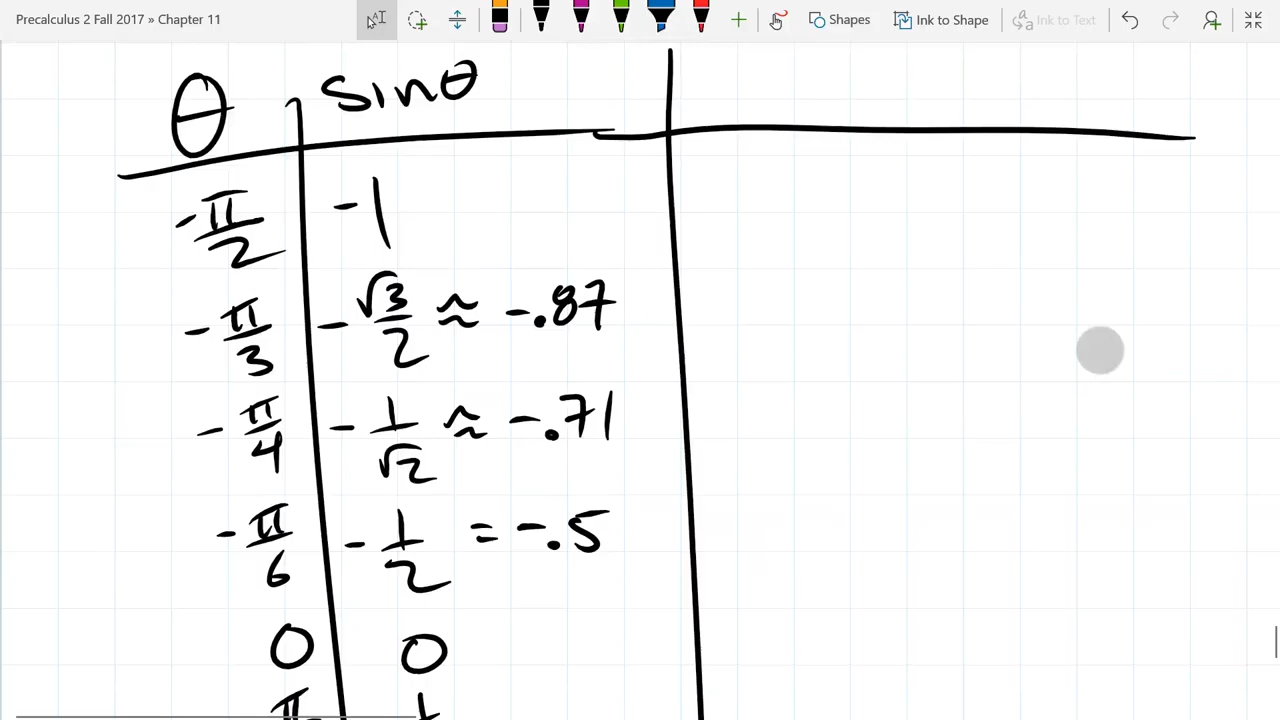 Precalculus 2 Fall 2017 » Chapter 11 Shapes Ink to Shape Ink to Text
θ sinθ
-π/2 -1
-π/3 -√3/2 ≈ -.87
-π/4 -1/√2 ≈ -.71
-π/6 -1/2 = -.5
0 0
π